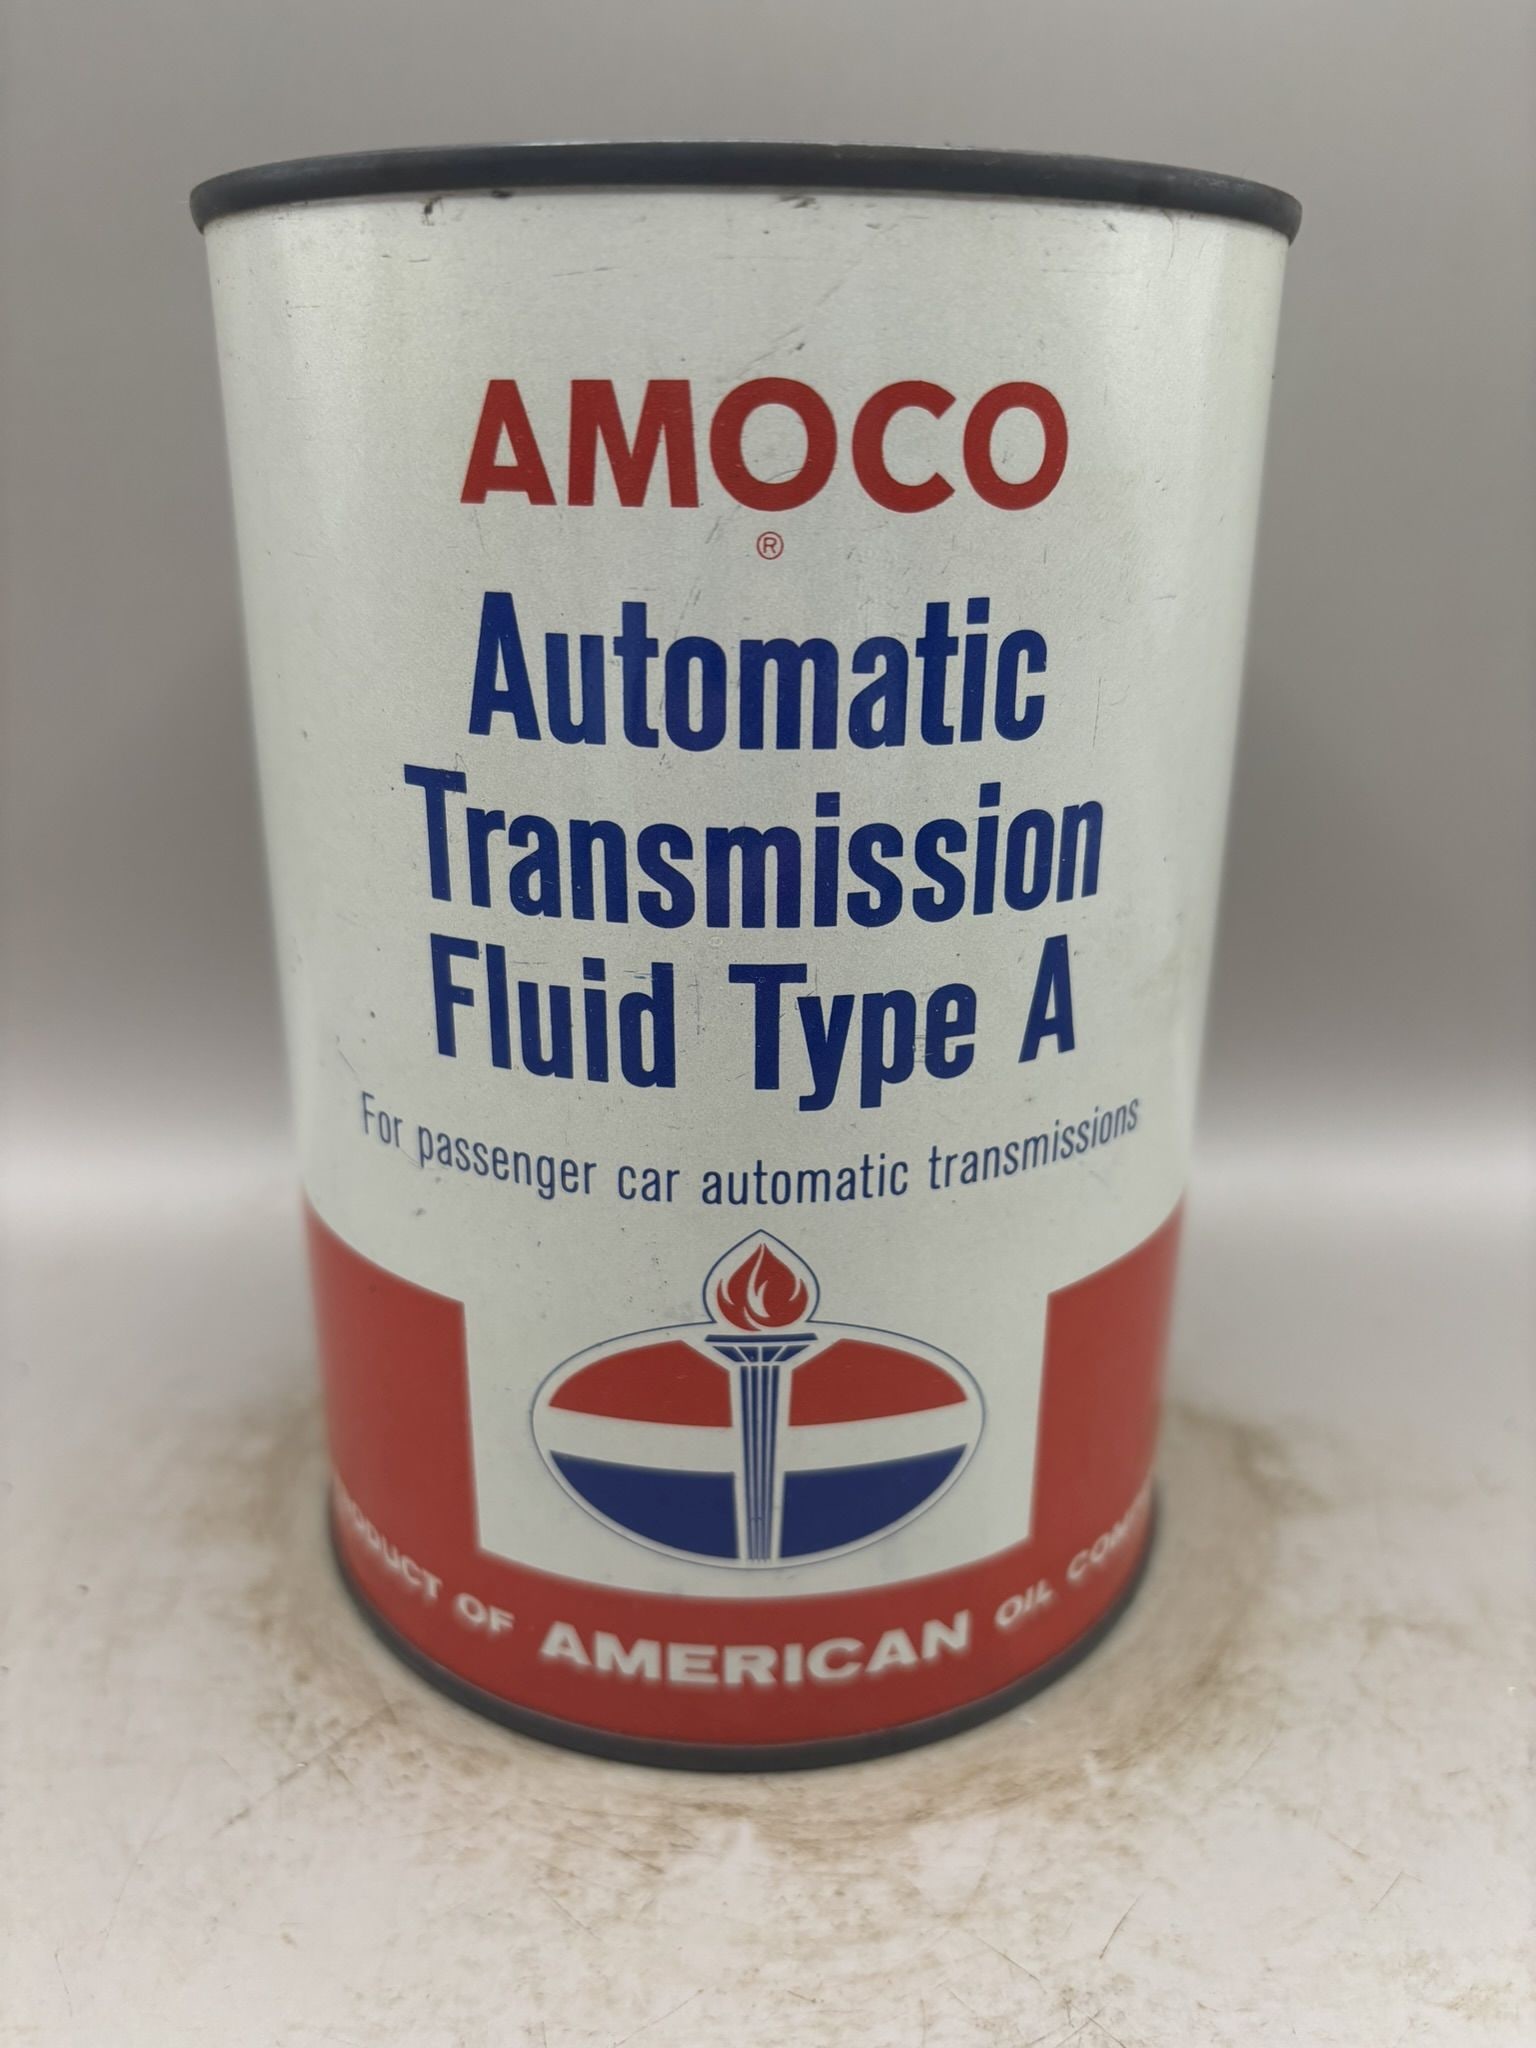 AMOCO
®
Automatic
Transmission
Fluid Type A
For passenger car automatic transmissions
OF AMERICAN OIL